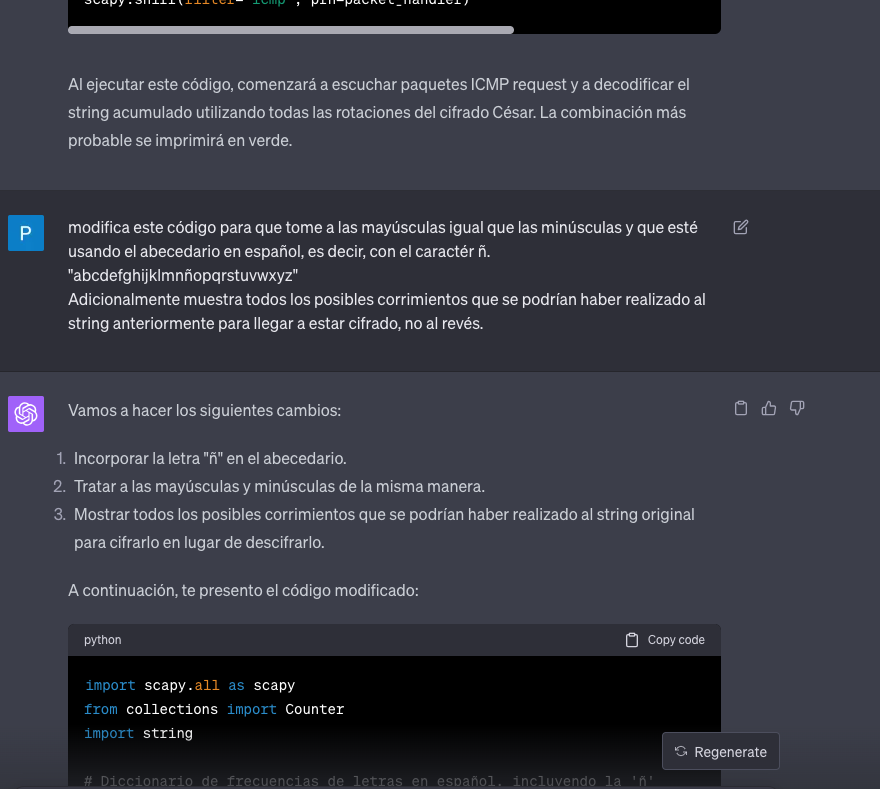 scapy.sniff(filter="icmp", prn=packet_handler)
Al ejecutar este código, comenzará a escuchar paquetes ICMP request y a decodificar el
string acumulado utilizando todas las rotaciones del cifrado César. La combinación más
probable se imprimirá en verde.
P
modifica este código para que tome a las mayúsculas igual que las minúsculas y que esté
usando el abecedario en español, es decir, con el caractér ñ.
"abcdefghijklmnñopqrstuvwxyz"
Adicionalmente muestra todos los posibles corrimientos que se podrían haber realizado al
string anteriormente para llegar a estar cifrado, no al revés.
Vamos a hacer los siguientes cambios:
1. Incorporar la letra "ñ" en el abecedario.
2. Tratar a las mayúsculas y minúsculas de la misma manera.
3. Mostrar todos los posibles corrimientos que se podrían haber realizado al string original
para cifrarlo en lugar de descifrarlo.
A continuación, te presento el código modificado:
python
Copy code
import scapy.all as scapy
from collections import Counter
import string
Regenerate
# Diccionario de frecuencias de letras en español, incluyendo la 'ñ'